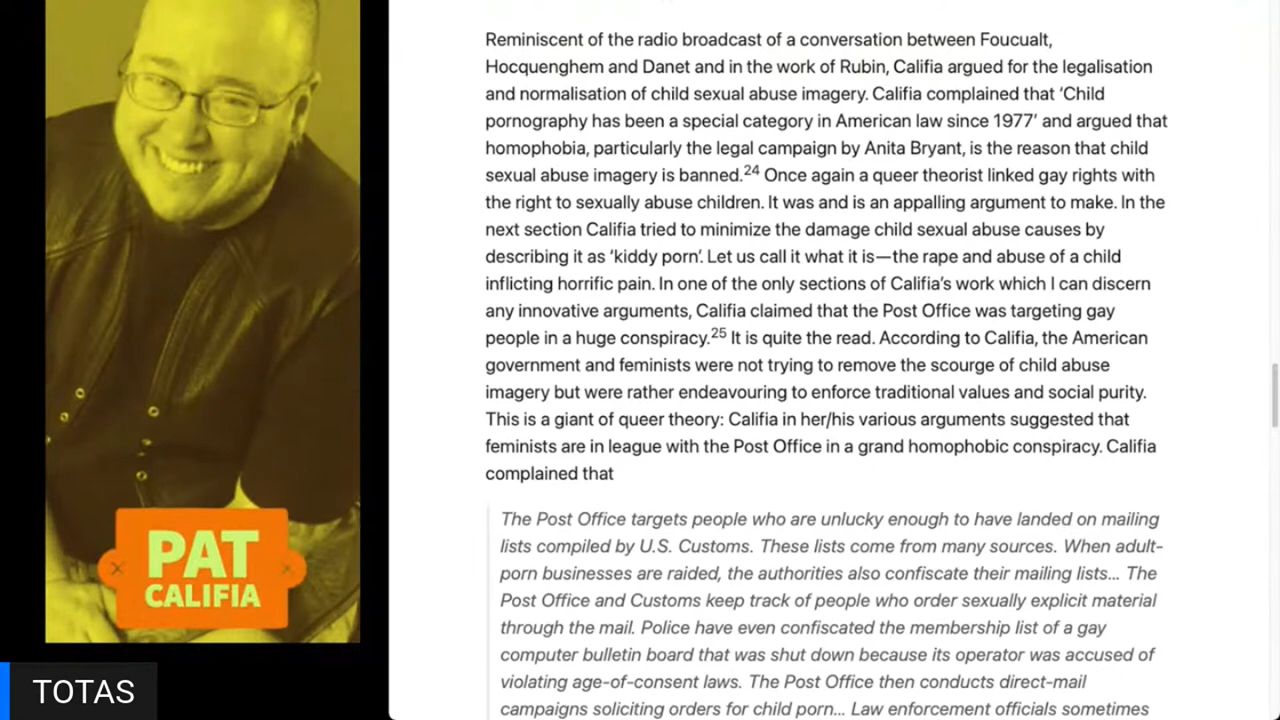 Reminiscent of the radio broadcast of a conversation between Foucualt,
Hocquenghem and Danet and in the work of Rubin, Califia argued for the legalisation
and normalisation of child sexual abuse imagery. Califia complained that ‘Child
pornography has been a special category in American law since 1977’ and argued that
homophobia, particularly the legal campaign by Anita Bryant, is the reason that child
sexual abuse imagery is banned.24 Once again a queer theorist linked gay rights with
the right to sexually abuse children. It was and is an appalling argument to make. In the
next section Califia tried to minimize the damage child sexual abuse causes by
describing it as ‘kiddy porn’. Let us call it what it is—the rape and abuse of a child
inflicting horrific pain. In one of the only sections of Califia’s work which I can discern
any innovative arguments, Califia claimed that the Post Office was targeting gay
people in a huge conspiracy.25 It is quite the read. According to Califia, the American
government and feminists were not trying to remove the scourge of child abuse
imagery but were rather endeavouring to enforce traditional values and social purity.
This is a giant of queer theory: Califia in her/his various arguments suggested that
feminists are in league with the Post Office in a grand homophobic conspiracy. Califia
complained that
The Post Office targets people who are unlucky enough to have landed on mailing
lists compiled by U.S. Customs. These lists come from many sources. When adult-
porn businesses are raided, the authorities also confiscate their mailing lists... The
Post Office and Customs keep track of people who order sexually explicit material
through the mail. Police have even confiscated the membership list of a gay
computer bulletin board that was shut down because its operator was accused of
violating age-of-consent laws. The Post Office then conducts direct-mail
campaigns soliciting orders for child porn... Law enforcement officials sometimes
PAT
CALIFIA
TOTAS